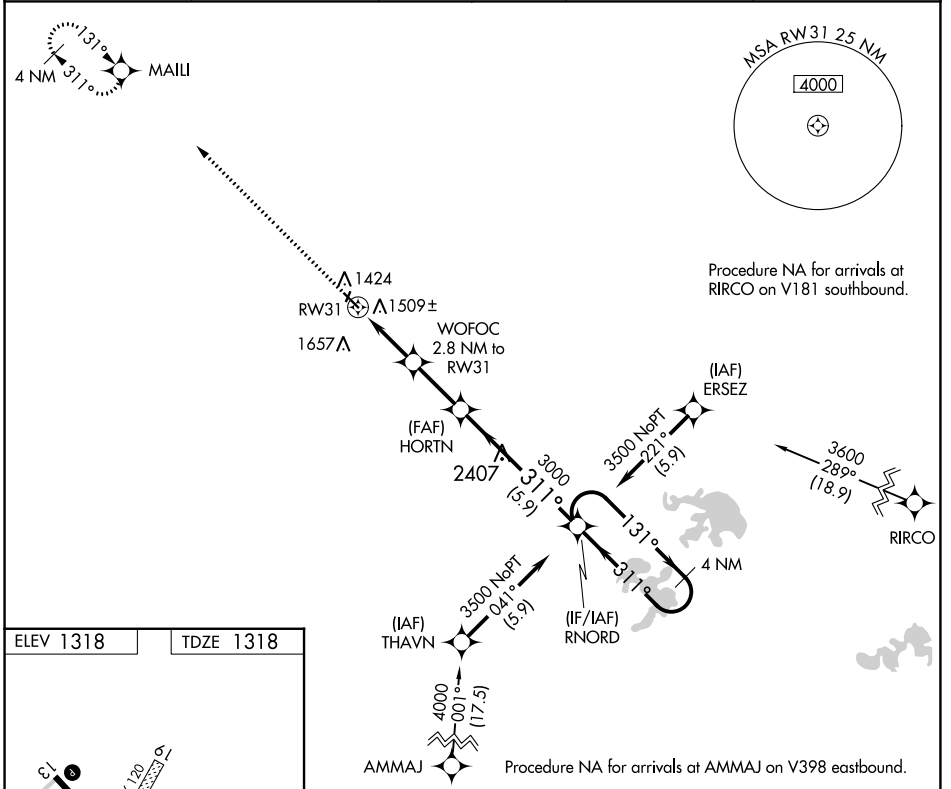 131°
4 NM
311°
MAILI
MSA RW31 25 NM
4000
Procedure NA for arrivals at
RIRCO on V181 southbound.
1424
RW31
1509±
1657
WOFOC
2.8 NM to
RW31
(IAF)
ERSEZ
(FAF)
HORTN
2407
3000
311°
(5.9)
3500 NoPT
221°
(5.9)
3600
289°
(18.9)
RIRCO
131°
4 NM
311°
(IF/IAF)
RNORD
3500 NoPT
041°
(5.9)
(IAF)
THAVN
4000
001°
(17.5)
AMMAJ
Procedure NA for arrivals at AMMAJ on V398 eastbound.
ELEV 1318
TDZE 1318
13
P
120
19